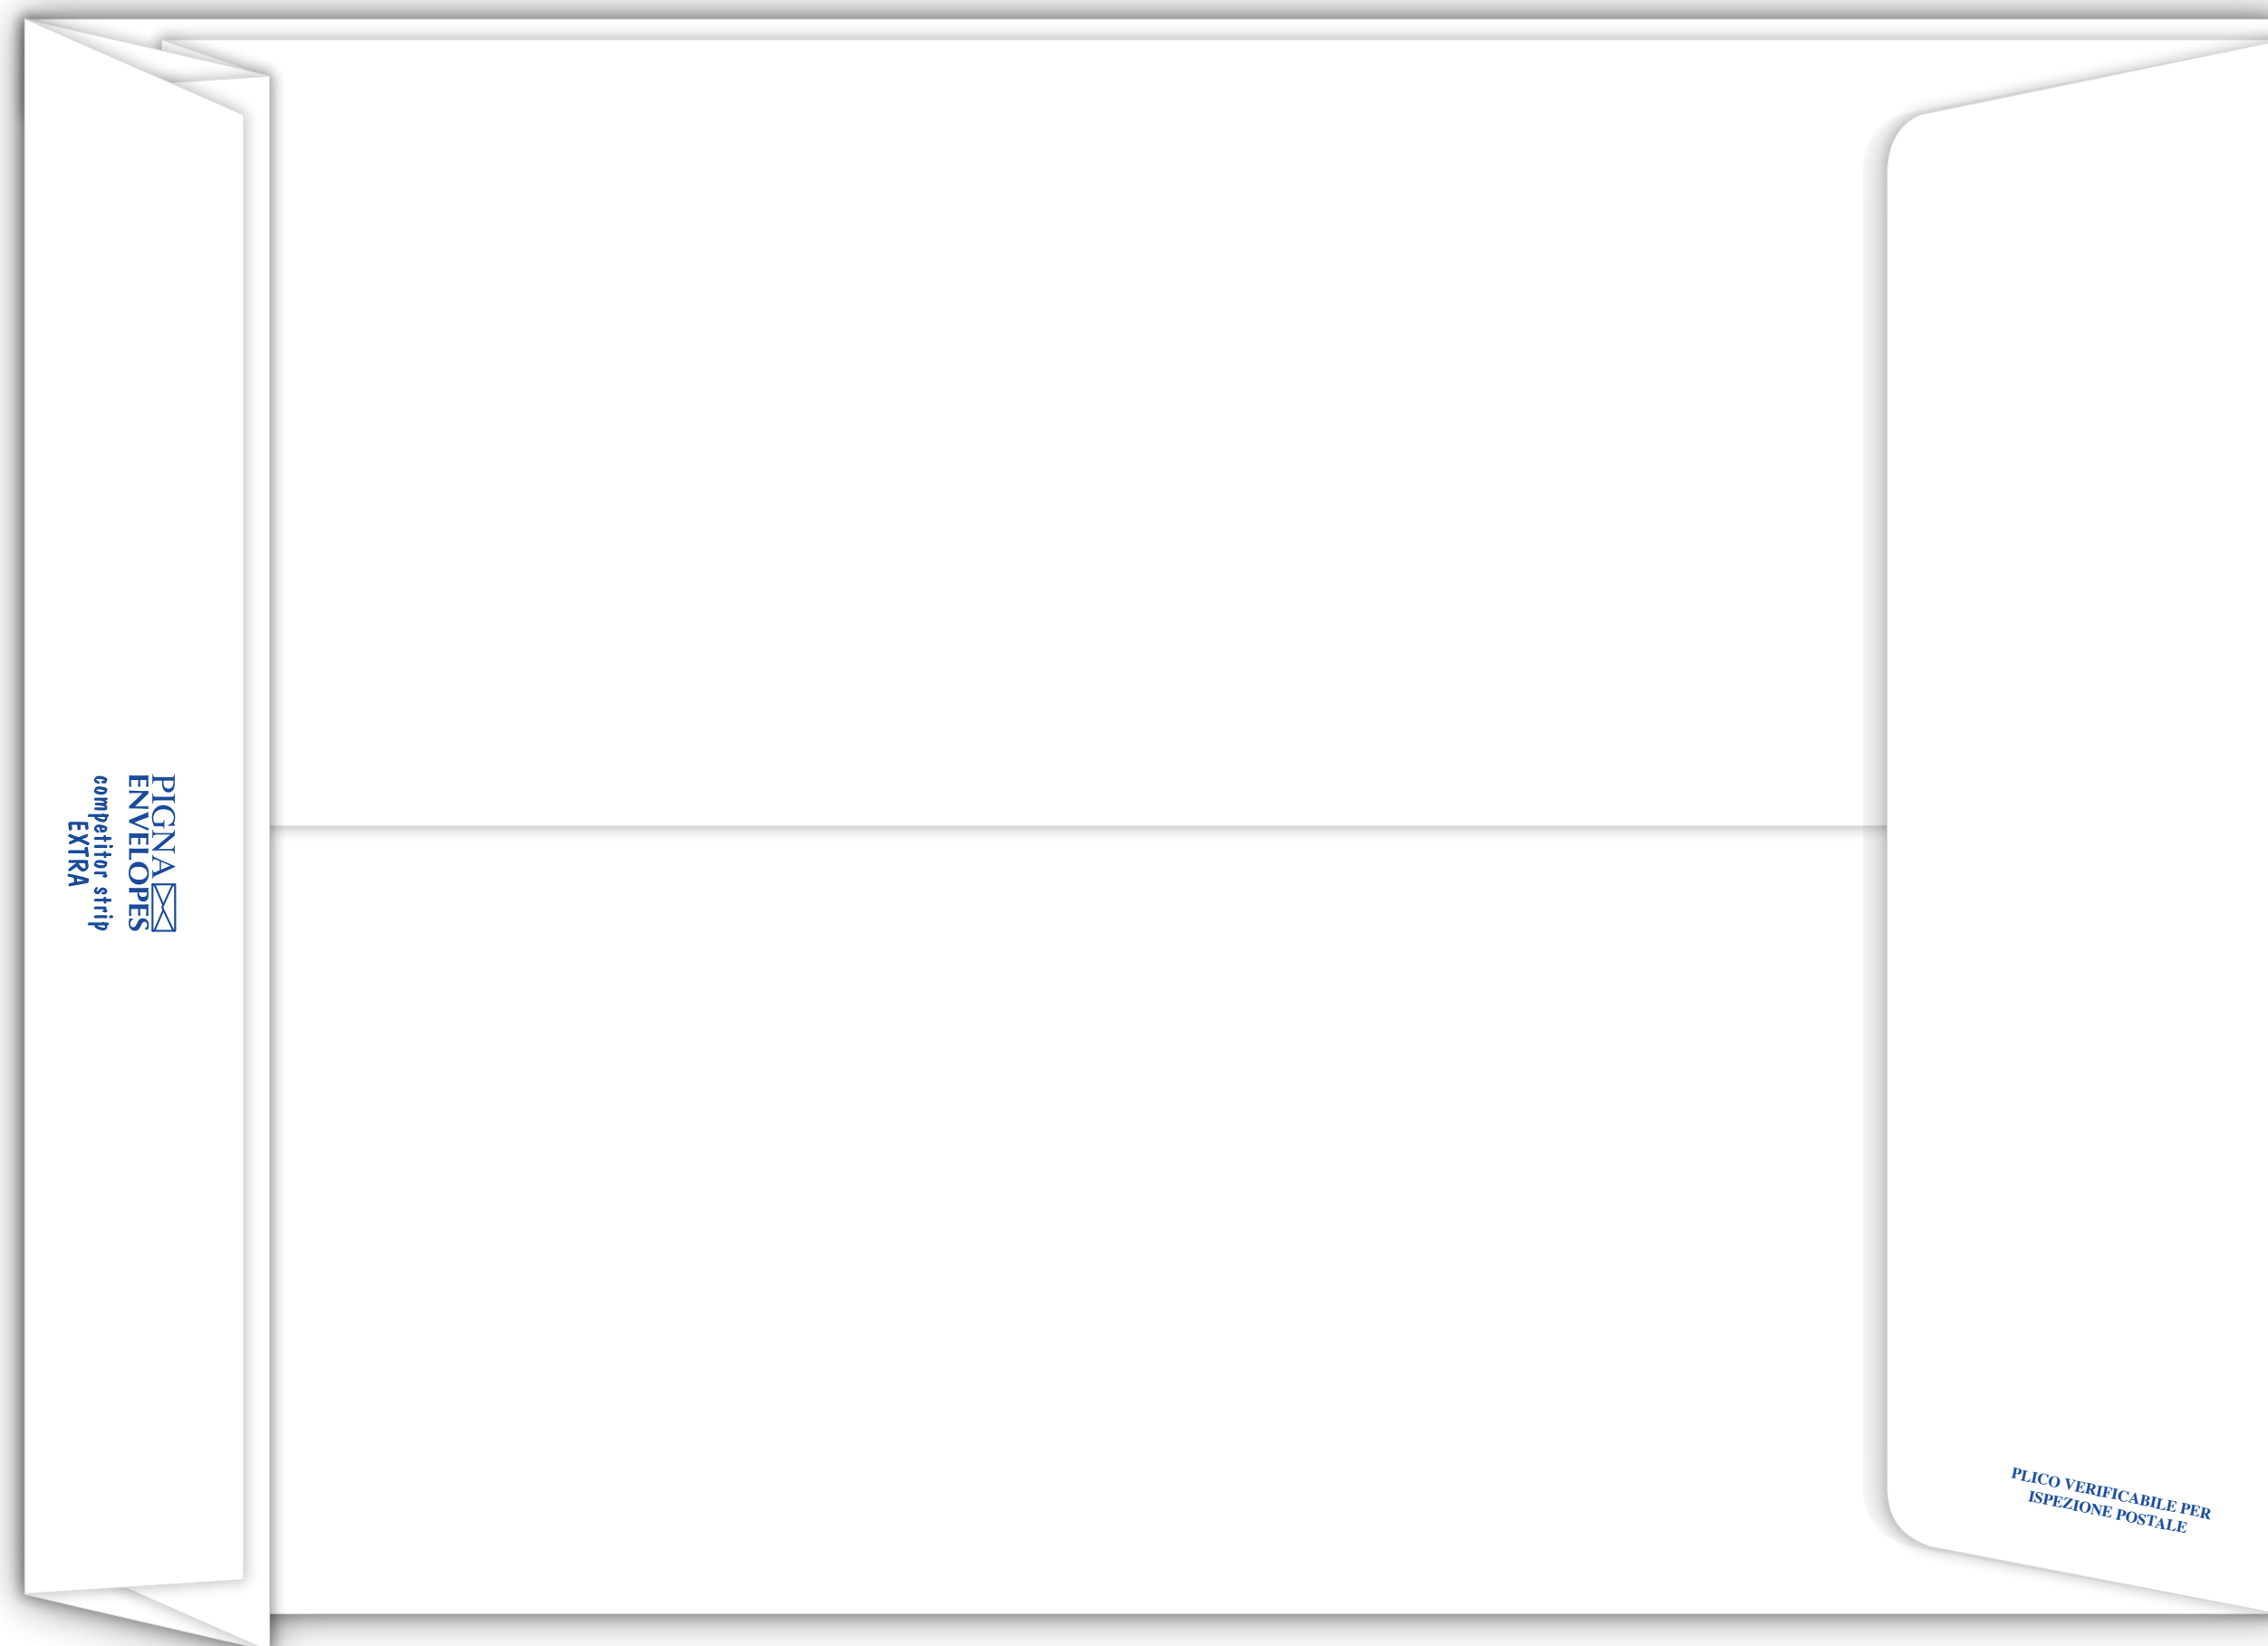 PIGNA
ENVELOPES
competitor strip
EXTRA
PLICO VERIFICABILE PER
ISPEZIONE POSTALE